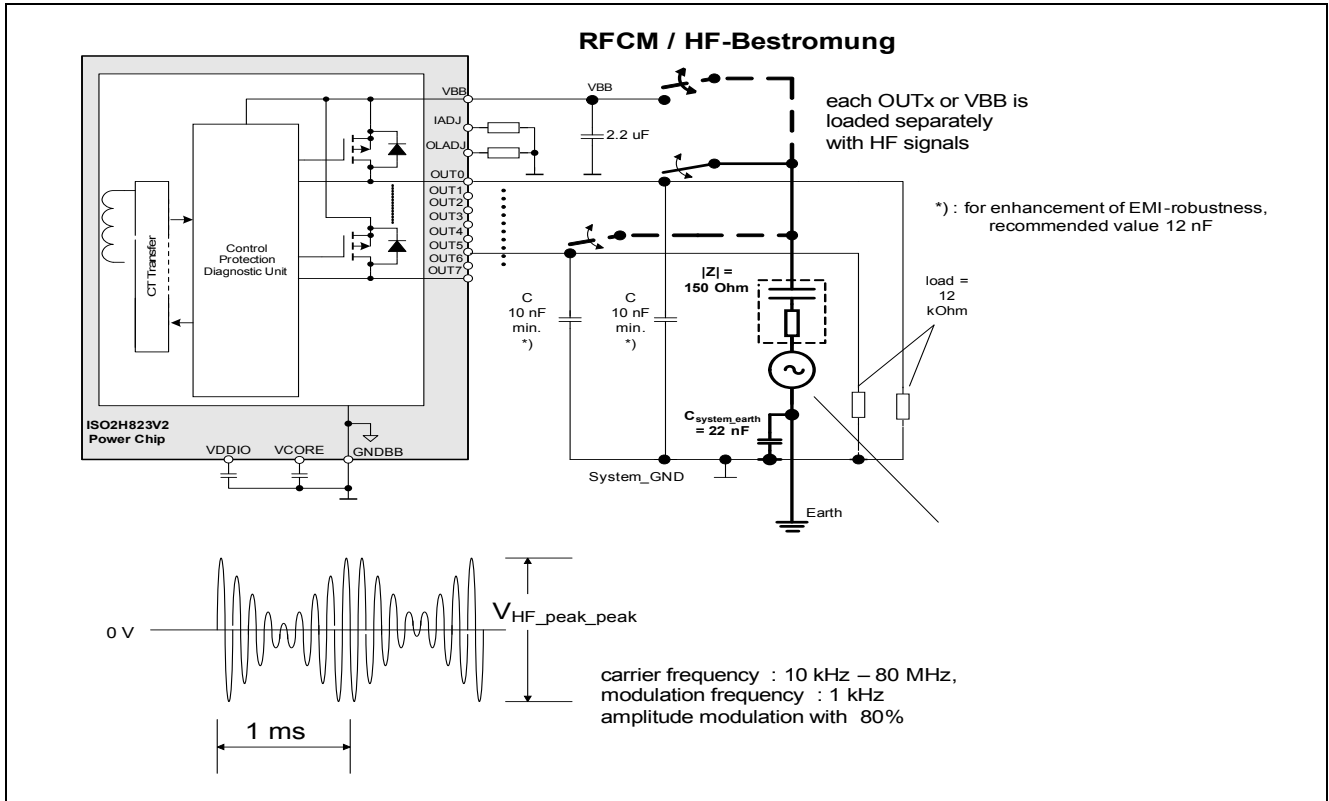 RFCM / HF-Bestromung
VBB
VBB
IADJ
OLADJ
2.2 uF
OUT0
OUT1
OUT2
OUT3
OUT4
OUT5
OUT6
OUT7
CT Transfer
Control
Protection
Diagnostic Unit
ISO2H823V2
Power Chip
VDDIO
VCORE
GNDBB
each OUTx or VBB is
loaded separately
with HF signals
*) : for enhancement of EMI-robustness,
recommended value 12 nF
|Z| =
150 Ohm
load =
12
kOhm
C
10 nF
min.
*)
C
10 nF
min.
*)
Csystem_earth
= 22 nF
System_GND
Earth
0 V
VHF_peak_peak
1 ms
carrier frequency : 10 kHz – 80 MHz,
modulation frequency : 1 kHz
amplitude modulation with 80%